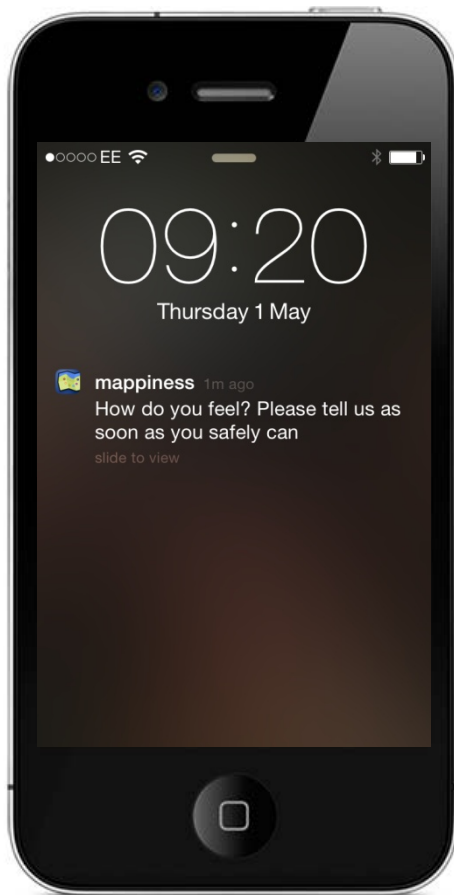 EE
09:20
Thursday 1 May
mappiness 1m ago
How do you feel? Please tell us as
soon as you safely can
slide to view